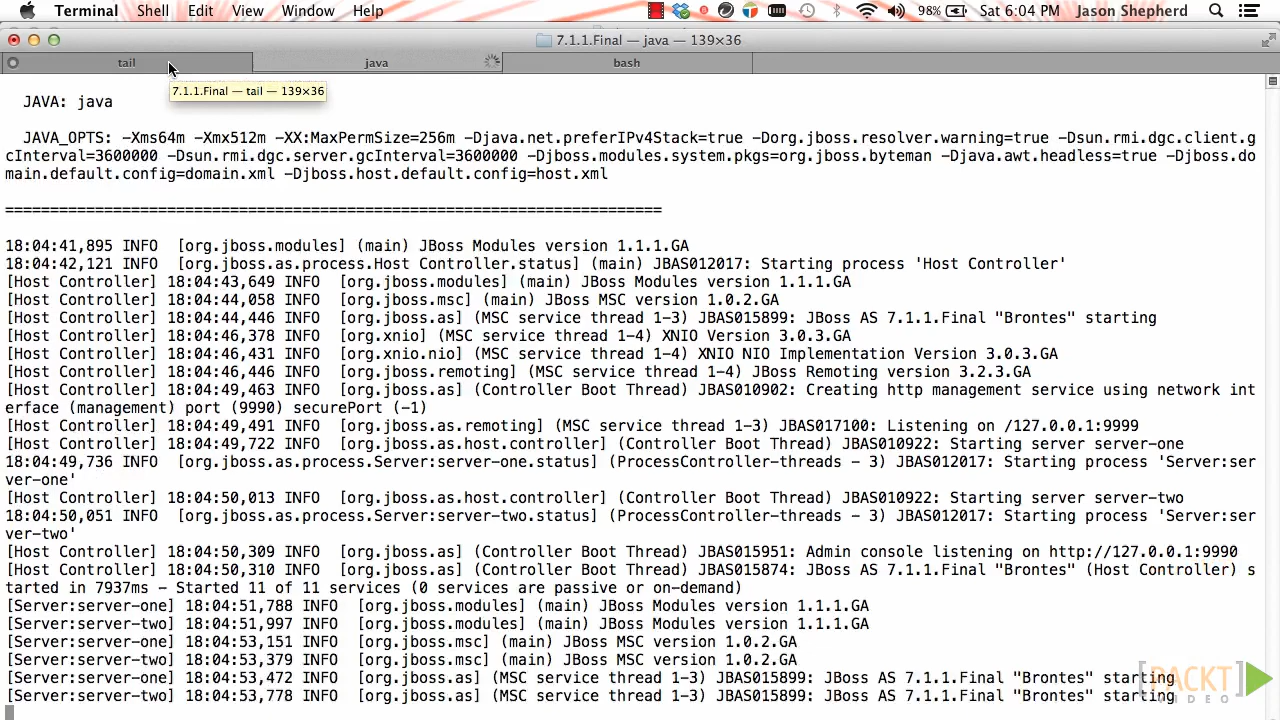 Terminal Shell Edit View Window Help 98% Sat 6:04 PM Jason Shepherd
7.1.1.Final — java — 139×36
tail java bash
7.1.1.Final — tail — 139×36
JAVA: java
JAVA_OPTS: -Xms64m -Xmx512m -XX:MaxPermSize=256m -Djava.net.preferIPv4Stack=true -Dorg.jboss.resolver.warning=true -Dsun.rmi.dgc.client.g
cInterval=3600000 -Dsun.rmi.dgc.server.gcInterval=3600000 -Djboss.modules.system.pkgs=org.jboss.byteman -Djava.awt.headless=true -Djboss.do
main.default.config=domain.xml -Djboss.host.default.config=host.xml
=========================================================================
18:04:41,895 INFO  [org.jboss.modules] (main) JBoss Modules version 1.1.1.GA
18:04:42,121 INFO  [org.jboss.as.process.Host Controller.status] (main) JBAS012017: Starting process 'Host Controller'
[Host Controller] 18:04:43,649 INFO  [org.jboss.modules] (main) JBoss Modules version 1.1.1.GA
[Host Controller] 18:04:44,058 INFO  [org.jboss.msc] (main) JBoss MSC version 1.0.2.GA
[Host Controller] 18:04:44,446 INFO  [org.jboss.as] (MSC service thread 1-3) JBAS015899: JBoss AS 7.1.1.Final "Brontes" starting
[Host Controller] 18:04:46,378 INFO  [org.xnio] (MSC service thread 1-4) XNIO Version 3.0.3.GA
[Host Controller] 18:04:46,431 INFO  [org.xnio.nio] (MSC service thread 1-4) XNIO NIO Implementation Version 3.0.3.GA
[Host Controller] 18:04:46,446 INFO  [org.jboss.remoting] (MSC service thread 1-4) JBoss Remoting version 3.2.3.GA
[Host Controller] 18:04:49,463 INFO  [org.jboss.as] (Controller Boot Thread) JBAS010902: Creating http management service using network int
erface (management) port (9990) securePort (-1)
[Host Controller] 18:04:49,491 INFO  [org.jboss.as.remoting] (MSC service thread 1-3) JBAS017100: Listening on /127.0.0.1:9999
[Host Controller] 18:04:49,722 INFO  [org.jboss.as.host.controller] (Controller Boot Thread) JBAS010922: Starting server server-one
18:04:49,736 INFO  [org.jboss.as.process.Server:server-one.status] (ProcessController-threads - 3) JBAS012017: Starting process 'Server:ser
ver-one'
[Host Controller] 18:04:50,013 INFO  [org.jboss.as.host.controller] (Controller Boot Thread) JBAS010922: Starting server server-two
18:04:50,051 INFO  [org.jboss.as.process.Server:server-two.status] (ProcessController-threads - 3) JBAS012017: Starting process 'Server:ser
ver-two'
[Host Controller] 18:04:50,309 INFO  [org.jboss.as] (Controller Boot Thread) JBAS015951: Admin console listening on http://127.0.0.1:9990
[Host Controller] 18:04:50,310 INFO  [org.jboss.as] (Controller Boot Thread) JBAS015874: JBoss AS 7.1.1.Final "Brontes" (Host Controller) s
tarted in 7937ms - Started 11 of 11 services (0 services are passive or on-demand)
[Server:server-one] 18:04:51,788 INFO  [org.jboss.modules] (main) JBoss Modules version 1.1.1.GA
[Server:server-two] 18:04:51,997 INFO  [org.jboss.modules] (main) JBoss Modules version 1.1.1.GA
[Server:server-one] 18:04:53,151 INFO  [org.jboss.msc] (main) JBoss MSC version 1.0.2.GA
[Server:server-two] 18:04:53,379 INFO  [org.jboss.msc] (main) JBoss MSC version 1.0.2.GA
[Server:server-one] 18:04:53,472 INFO  [org.jboss.as] (MSC service thread 1-3) JBAS015899: JBoss AS 7.1.1.Final "Brontes" starting
[Server:server-two] 18:04:53,778 INFO  [org.jboss.as] (MSC service thread 1-3) JBAS015899: JBoss AS 7.1.1.Final "Brontes" starting
[PACKT]
VIDEO